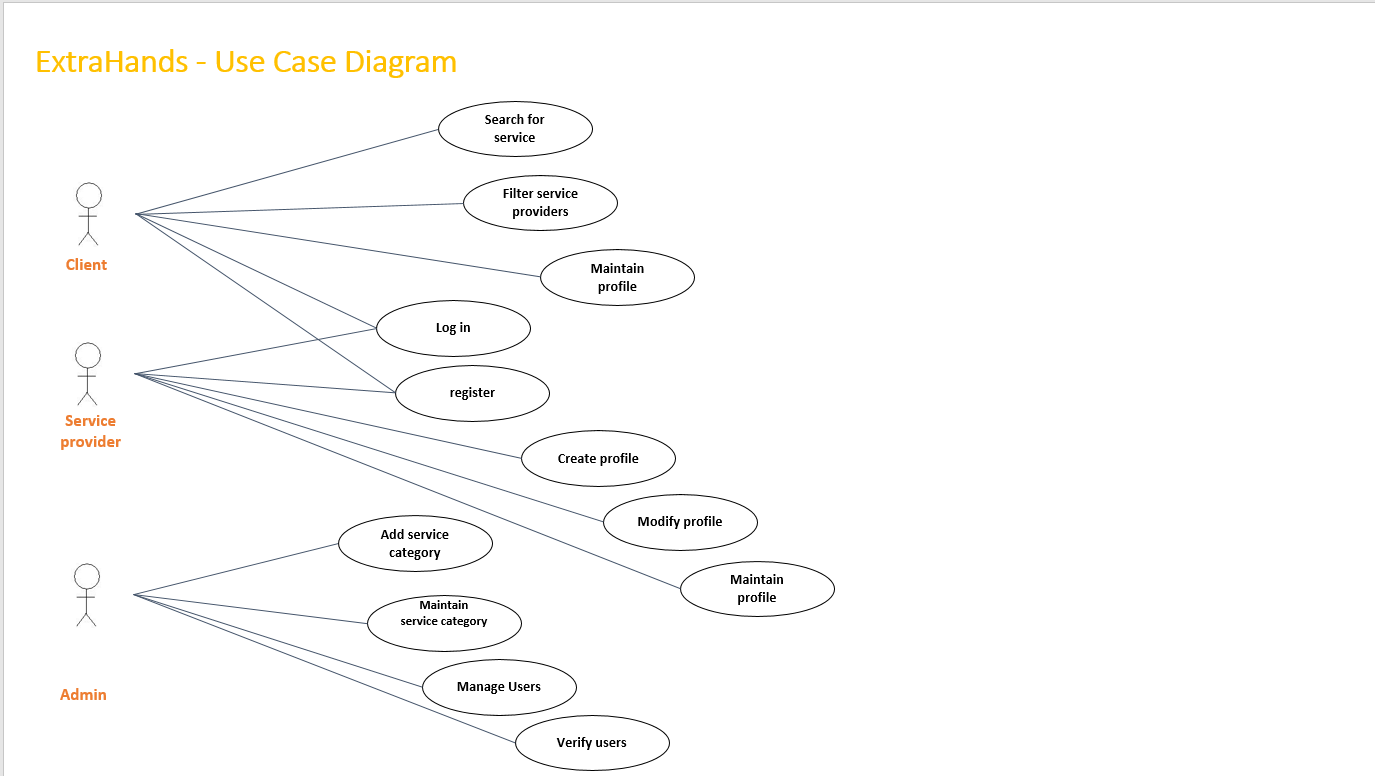 ExtraHands - Use Case Diagram
Search for
service
Filter service
providers
Client
Maintain
profile
Log in
register
Service
provider
Create profile
Modify profile
Add service
category
Maintain
profile
Maintain
service category
Admin
Manage Users
Verify users